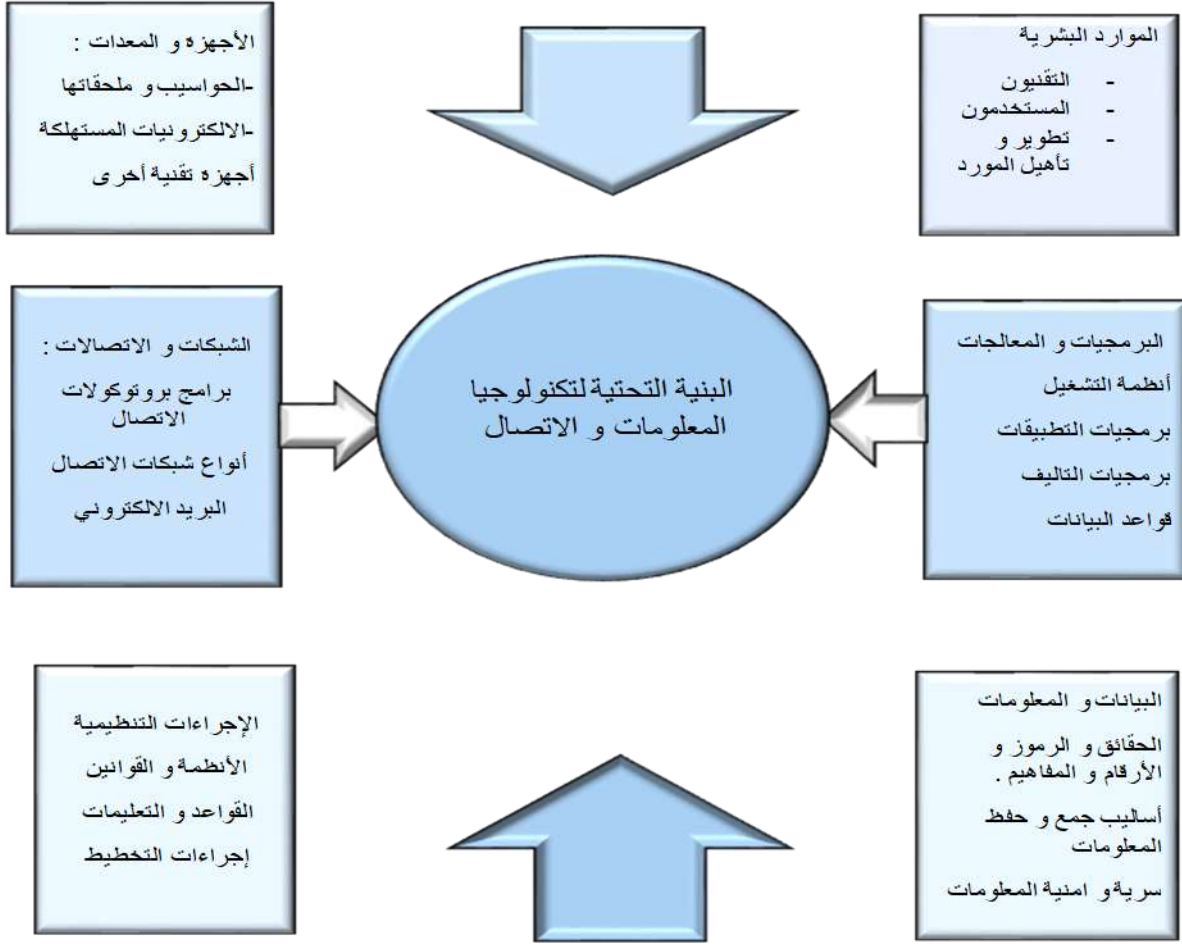 الموارد البشرية
- التقنيون
- المستخدمون
- تطوير و
تأهيل المورد
الأجهزة و المعدات :
-الحواسيب و ملحقاتها
-الالكترونيات المستهلكة
أجهزة تقنية أخرى
البرمجيات و المعالجات
أنظمة التشغيل
برمجيات التطبيقات
برمجيات التاليف
قواعد البيانات
البنية التحتية لتكنولوجيا
المعلومات و الاتصال
الشبكات و الاتصالات :
برامج بروتوكولات
الاتصال
أنواع شبكات الاتصال
البريد الالكتروني
البيانات و المعلومات
الحقائق و الرموز و
الأرقام و المفاهيم .
أساليب جمع و حفظ
المعلومات
سرية و امنية المعلومات
الإجراءات التنظيمية
الأنظمة و القوانين
القواعد و التعليمات
إجراءات التخطيط